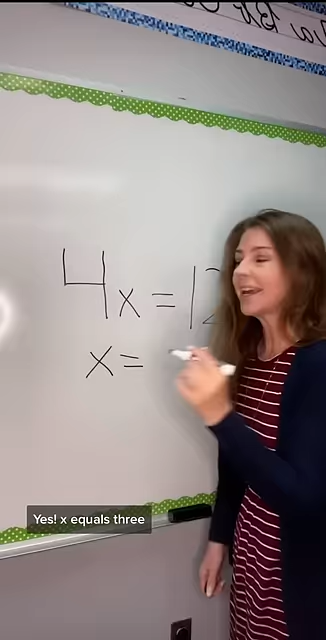 4x = 12
x =
Yes! x equals three